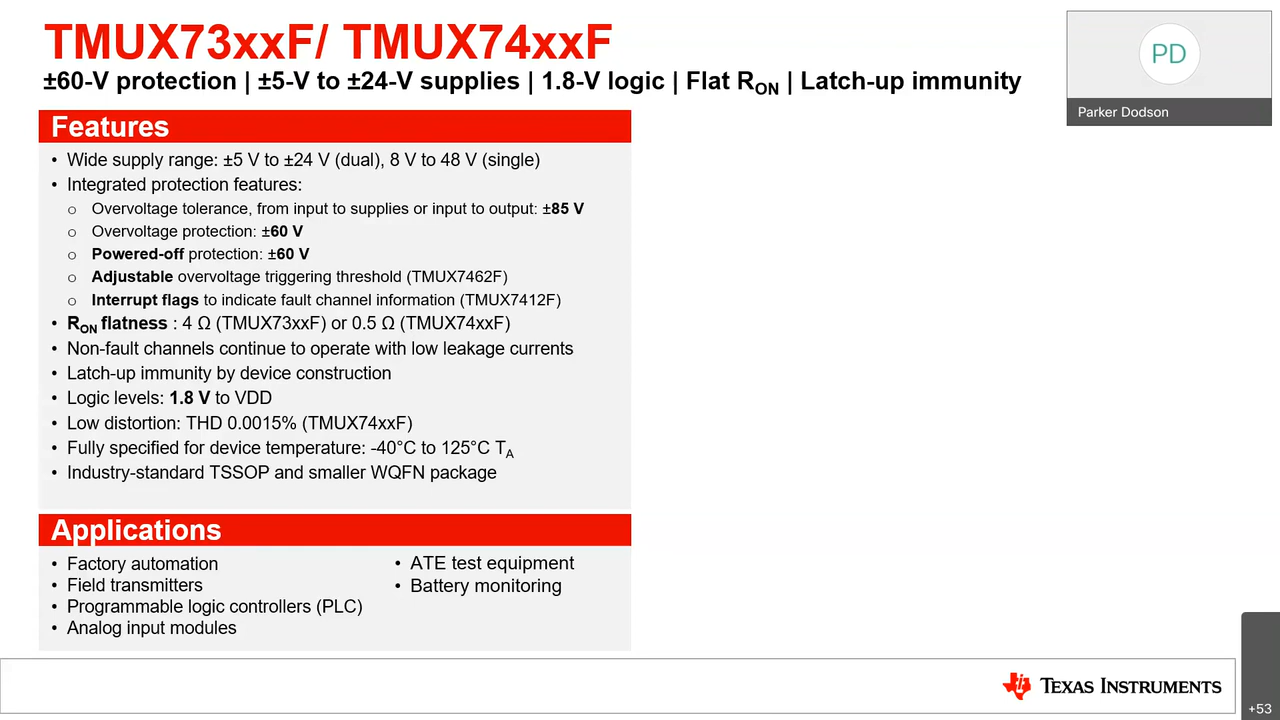 TMUX73xxF/ TMUX74xxF
±60-V protection | ±5-V to ±24-V supplies | 1.8-V logic | Flat RON | Latch-up immunity
PD
Parker Dodson
Features
• Wide supply range: ±5 V to ±24 V (dual), 8 V to 48 V (single)
• Integrated protection features:
o Overvoltage tolerance, from input to supplies or input to output: ±85 V
o Overvoltage protection: ±60 V
o Powered-off protection: ±60 V
o Adjustable overvoltage triggering threshold (TMUX7462F)
o Interrupt flags to indicate fault channel information (TMUX7412F)
• RON flatness : 4 Ω (TMUX73xxF) or 0.5 Ω (TMUX74xxF)
• Non-fault channels continue to operate with low leakage currents
• Latch-up immunity by device construction
• Logic levels: 1.8 V to VDD
• Low distortion: THD 0.0015% (TMUX74xxF)
• Fully specified for device temperature: -40°C to 125°C TA
• Industry-standard TSSOP and smaller WQFN package
Applications
• Factory automation
• Field transmitters
• Programmable logic controllers (PLC)
• Analog input modules
• ATE test equipment
• Battery monitoring
TEXAS INSTRUMENTS
+53